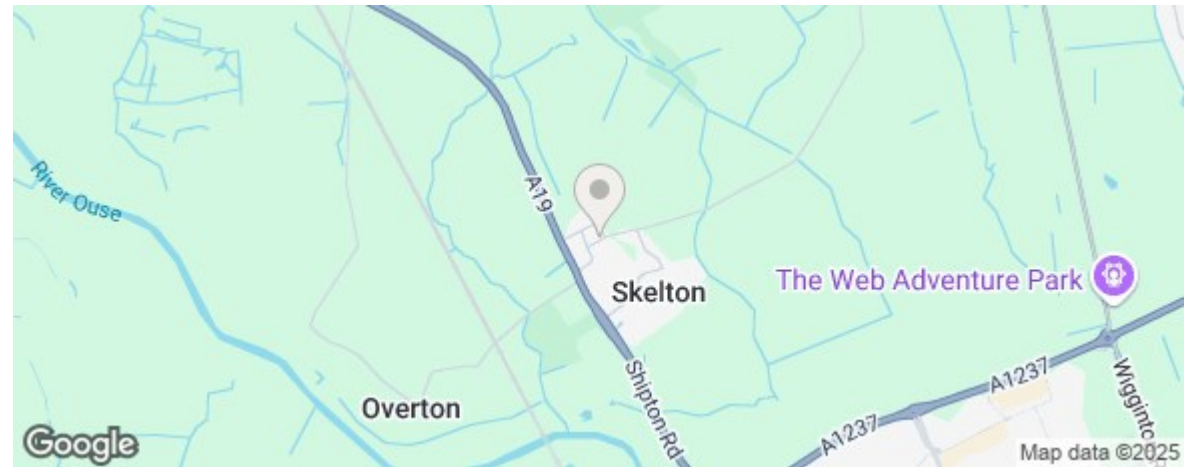 River Ouse
A19
Skelton
The Web Adventure Park
Shipton Rd
A1237
Overton
A1237
Google
Map data ©2025